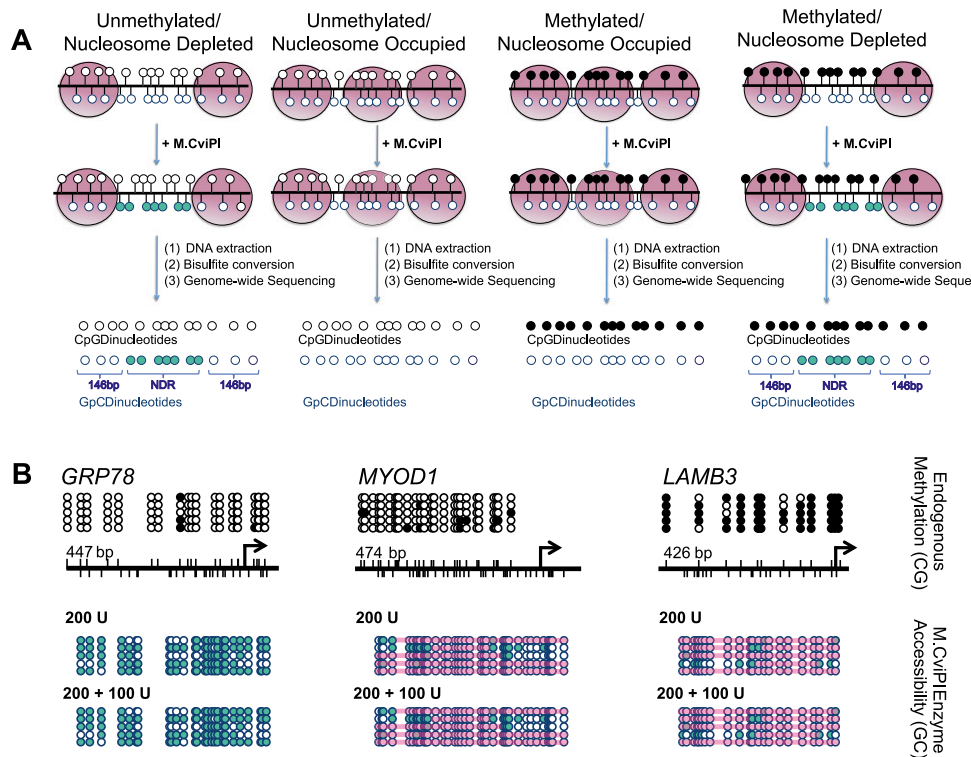 A
Unmethylated/
Nucleosome Depleted
Unmethylated/
Nucleosome Occupied
Methylated/
Nucleosome Occupied
Methylated/
Nucleosome Depleted
+ M.CviPI
+ M.CviPI
+ M.CviPI
+ M.CviPI
(1) DNA extraction
(2) Bisulfite conversion
(3) Genome-wide Sequencing
(1) DNA extraction
(2) Bisulfite conversion
(3) Genome-wide Sequencing
(1) DNA extraction
(2) Bisulfite conversion
(3) Genome-wide Sequencing
(1) DNA extraction
(2) Bisulfite conversion
(3) Genome-wide Seque
CpGDinucleotides
146bp
NDR
146bp
GpCDinucleotides
CpGDinucleotides
GpCDinucleotides
CpGDinucleotides
GpCDinucleotides
CpGDinucleotides
146bp
NDR
146bp
GpCDinucleotides
B
GRP78
MYOD1
LAMB3
447 bp
474 bp
426 bp
Endogenous
Methylation (CG)
200 U
200 U
200 U
200 + 100 U
200 + 100 U
200 + 100 U
M.CviPIEnzyme
Accessibility (GC)